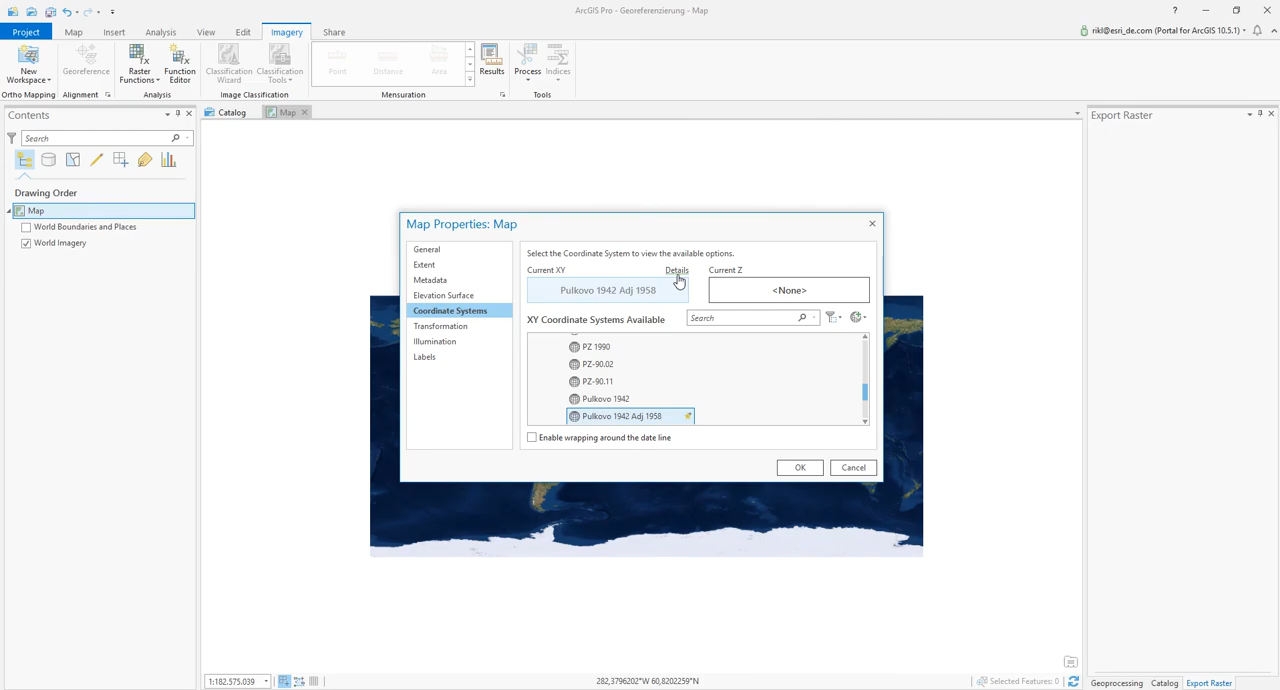 ArcGIS Pro - Georeferenzierung - Map
?
Project Map Insert Analysis View Edit Imagery Share
rikl@esri_de.com (Portal for ArcGIS 10.5.1)
New Workspace
Georeference
Raster Functions
Function Editor
Classification Wizard
Classification Tools
Point
Distance
Area
Results
Process
Indices
Ortho Mapping Alignment Analysis Image Classification Mensuration Tools
Contents
Catalog
Map
Export Raster
Search
Drawing Order
Map
World Boundaries and Places
World Imagery
Map Properties: Map
General
Extent
Metadata
Elevation Surface
Coordinate Systems
Transformation
Illumination
Labels
Select the Coordinate System to view the available options.
Current XY Details Current Z
Pulkovo 1942 Adj 1958 <None>
XY Coordinate Systems Available Search
PZ 1990
PZ-90.02
PZ-90.11
Pulkovo 1942
Pulkovo 1942 Adj 1958
Enable wrapping around the date line
OK Cancel
1:182.575.039
282,3796202°W 60,8202259°N
Selected Features: 0
Geoprocessing Catalog Export Raster